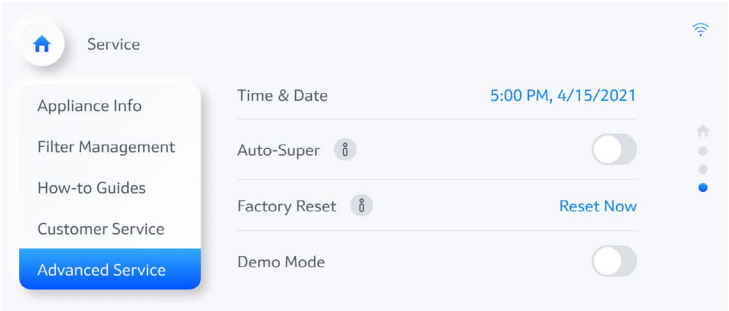 Service
Appliance Info
Filter Management
How-to Guides
Customer Service
Advanced Service
Time & Date 5:00 PM, 4/15/2021
Auto-Super
Factory Reset Reset Now
Demo Mode